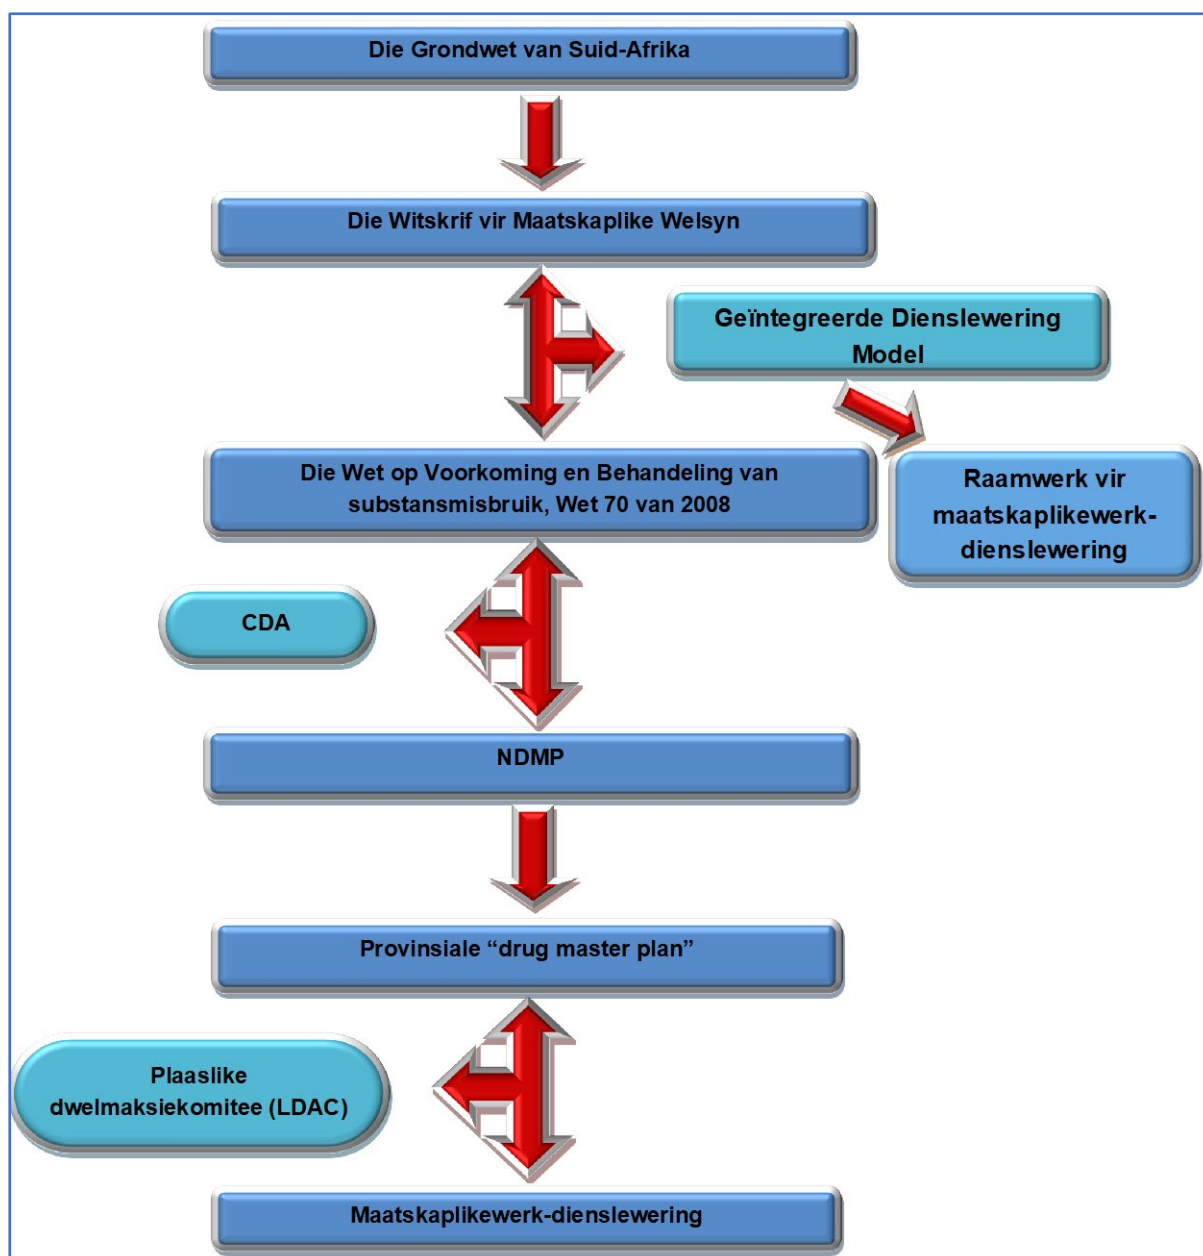 Die Grondwet van Suid-Afrika
Die Witskrif vir Maatskaplike Welsyn
Geïntegreerde Dienslewering
Model
Die Wet op Voorkoming en Behandeling van
substansmisbruik, Wet 70 van 2008
Raamwerk vir
maatskaplikewerk-
dienslewering
CDA
NDMP
Provinsiale “drug master plan”
Plaaslike
dwelmaksiekomitee (LDAC)
Maatskaplikewerk-dienslewering